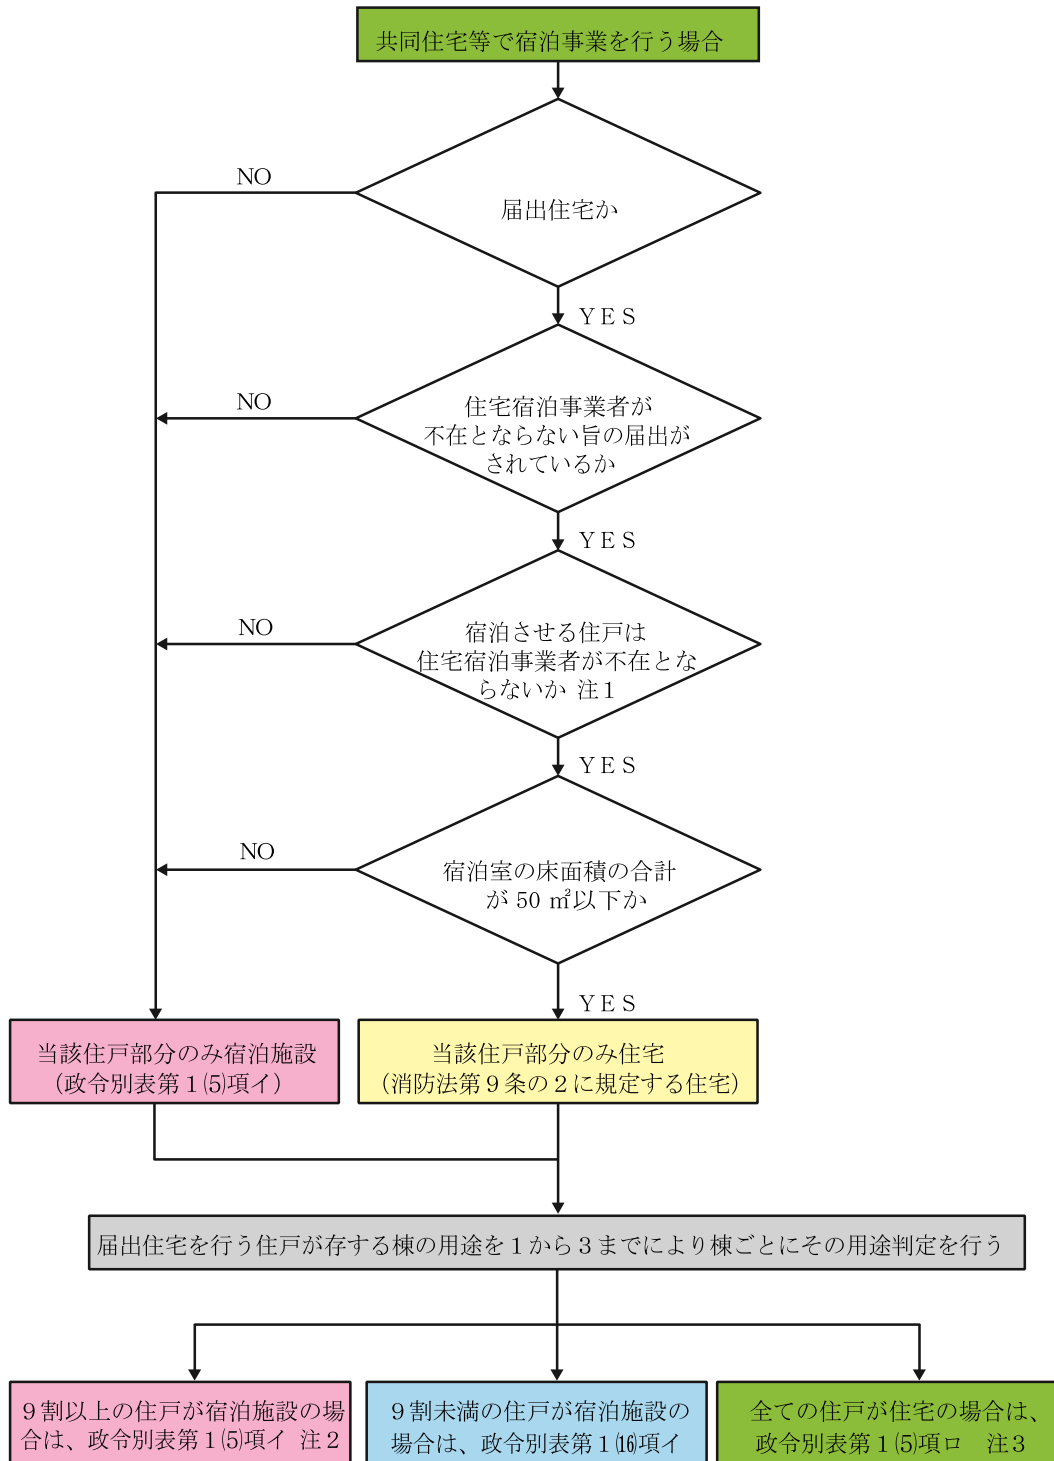 共同住宅等で宿泊事業を行う場合
NO
届出住宅か
ＹＥＳ
NO
住宅宿泊事業者が
不在とならない旨の届出が
されているか
ＹＥＳ
NO
宿泊させる住戸は
住宅宿泊事業者が不在とな
らないか 注１
ＹＥＳ
NO
宿泊室の床面積の合計
が 50 ㎡以下か
ＹＥＳ
当該住戸部分のみ宿泊施設
（政令別表第１⑸項イ）
当該住戸部分のみ住宅
（消防法第９条の２に規定する住宅）
届出住宅を行う住戸が存する棟の用途を１から３までにより棟ごとにその用途判定を行う
９割以上の住戸が宿泊施設の場
合は、政令別表第１⑸項イ 注２
９割未満の住戸が宿泊施設の
場合は、政令別表第１⒃項イ
全ての住戸が住宅の場合は、
政令別表第１⑸項ロ　注３